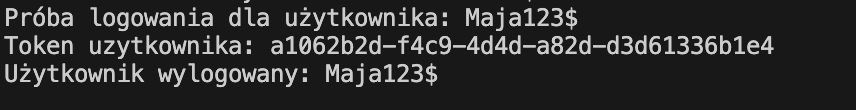 Próba logowania dla użytkownika: Maja123$
Token uzytkownika: a1062b2d-f4c9-4d4d-a82d-d3d61336b1e4
Użytkownik wylogowany: Maja123$